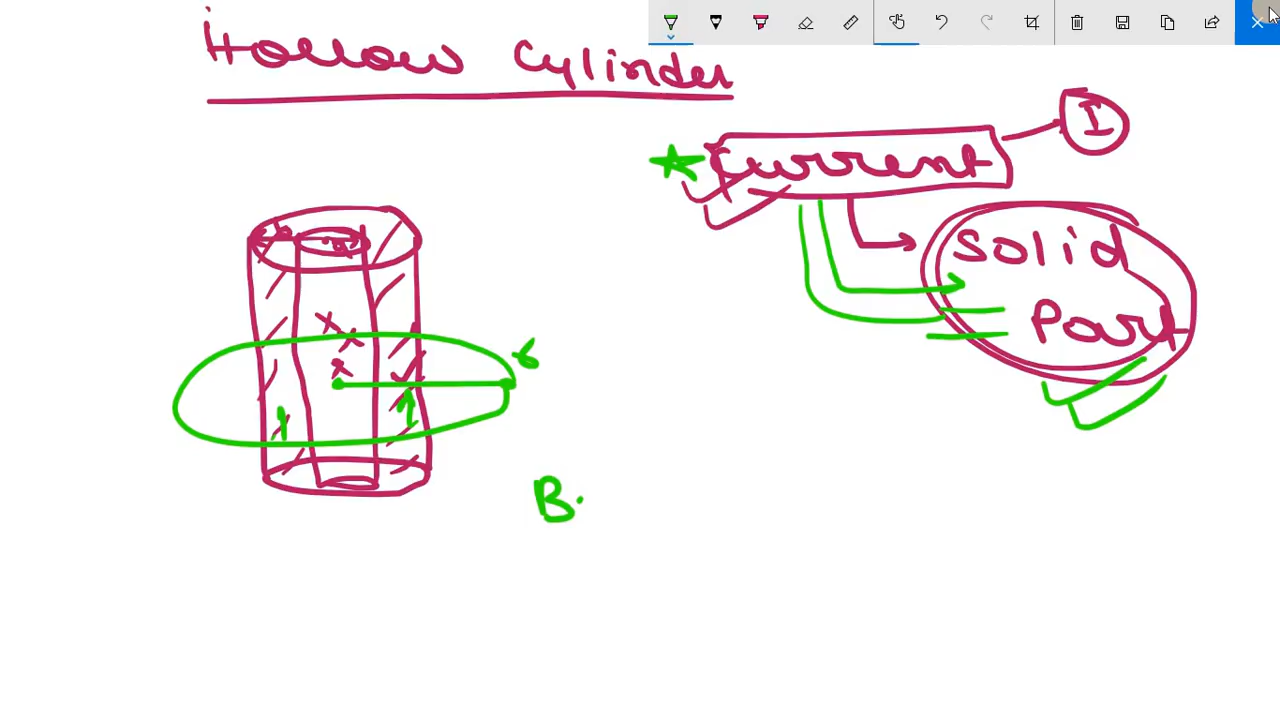 Hollow Cylinder
Current
I
Solid
Part
b
a
B.